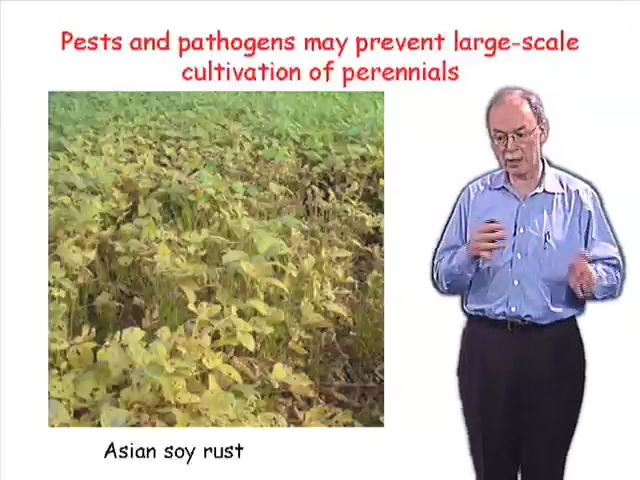 Pests and pathogens may prevent large-scale
cultivation of perennials
Asian soy rust